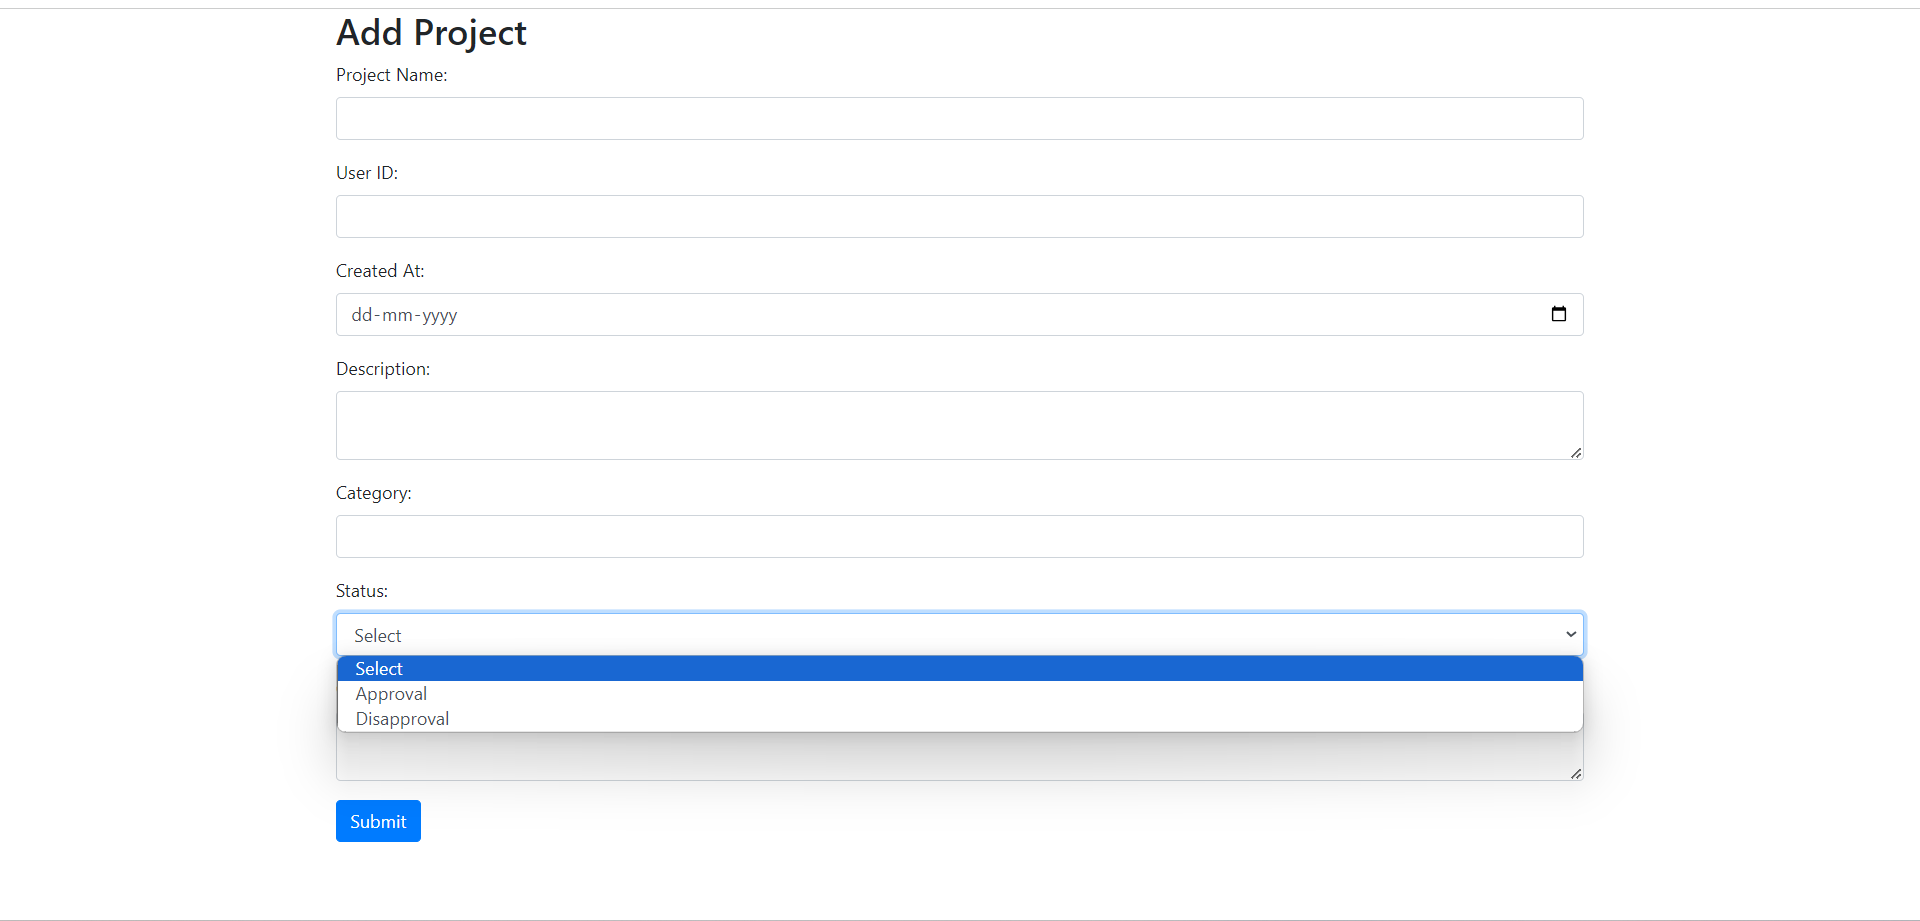 Add Project
Project Name:
User ID:
Created At:
dd-mm-yyyy
Description:
Category:
Status:
Select
Select
Approval
Disapproval
Submit